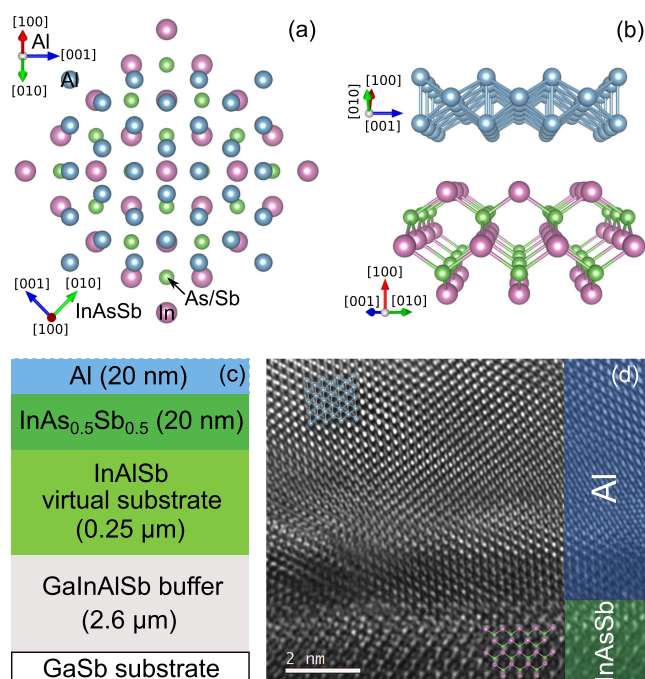 (a)
[100]
Al
[001]
[010]
Al
[001]
[010]
[100]
InAsSb
As/Sb
In
(b)
[100]
[010]
[001]
[100]
[001]
[010]
(c)
Al (20 nm)
InAs0.5Sb0.5 (20 nm)
InAlSb
virtual substrate
(0.25 µm)
GaInAlSb buffer
(2.6 µm)
GaSb substrate
(d)
Al
InAsSb
2 nm